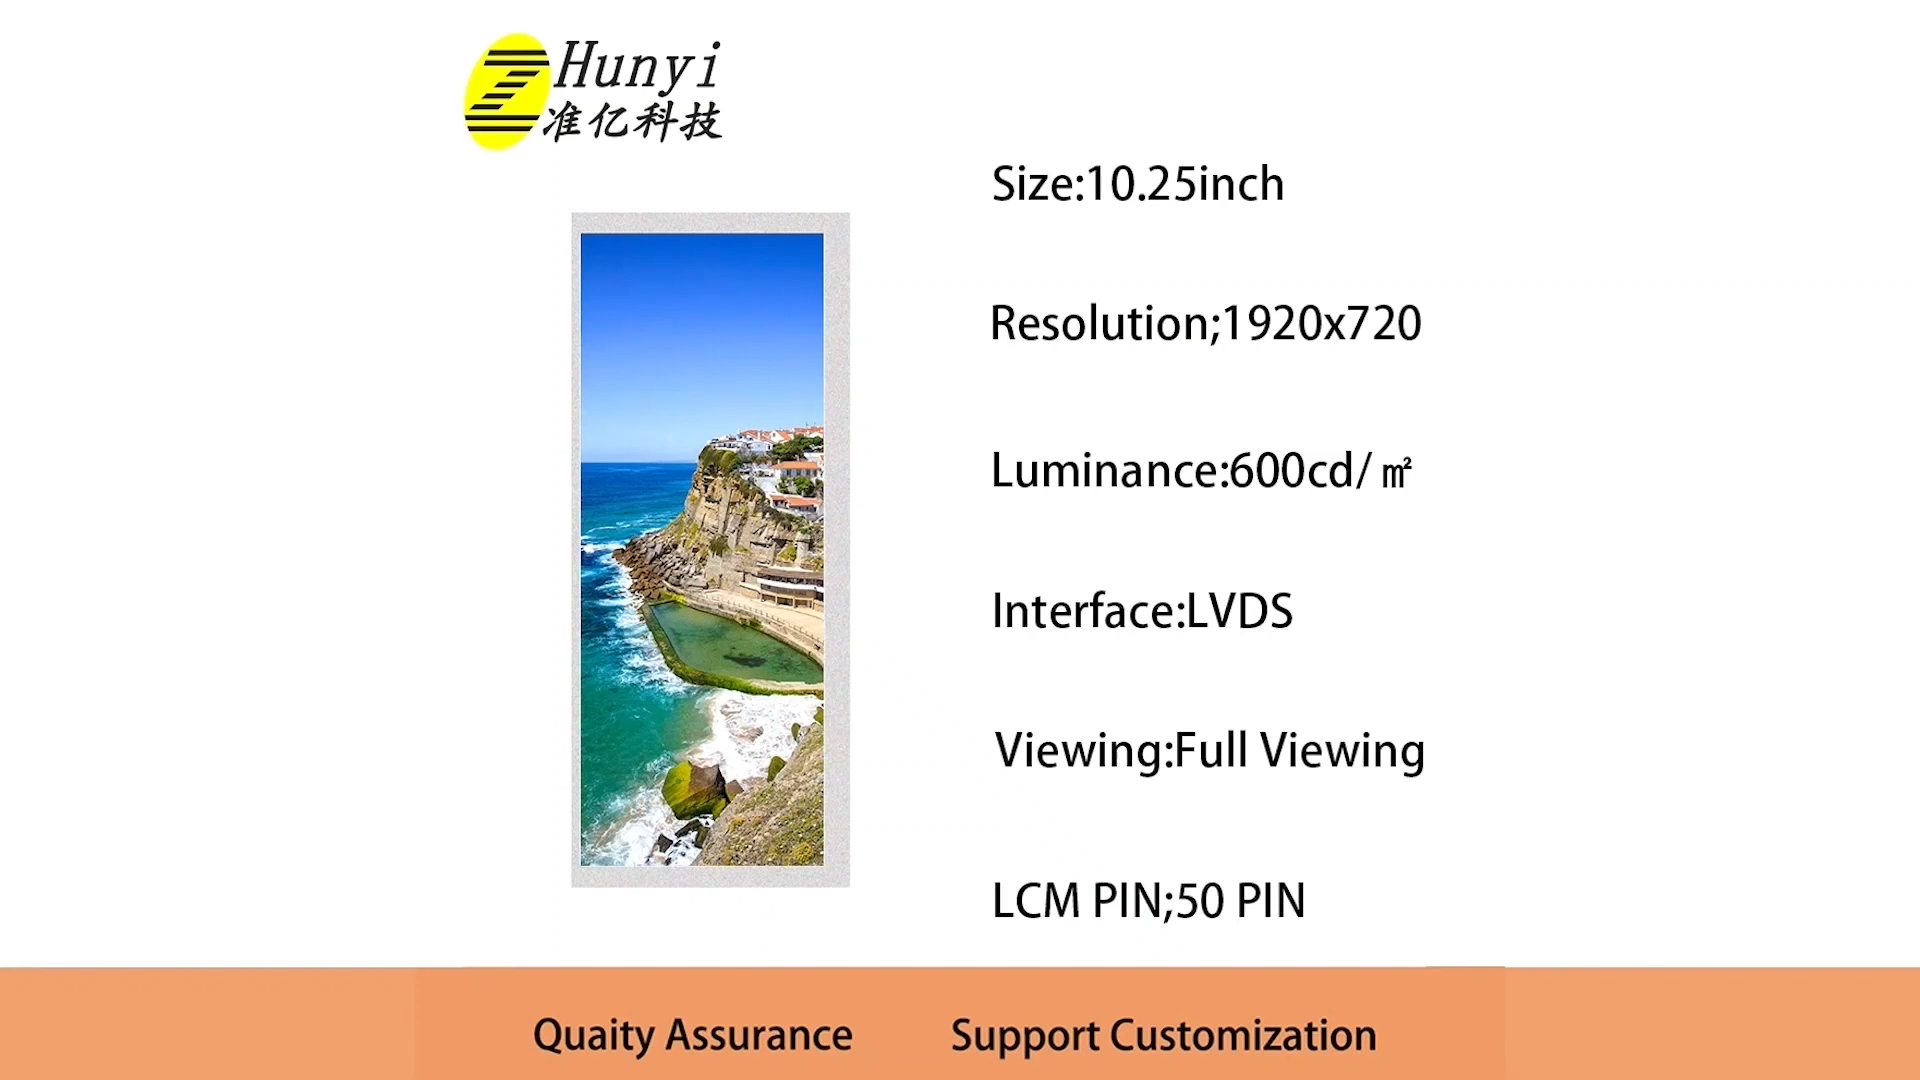 Hunyi
准亿科技
Size:10.25inch
Resolution;1920x720
Luminance:600cd/㎡
Interface:LVDS
Viewing:Full Viewing
LCM PIN;50 PIN
Quaity Assurance
Support Customization